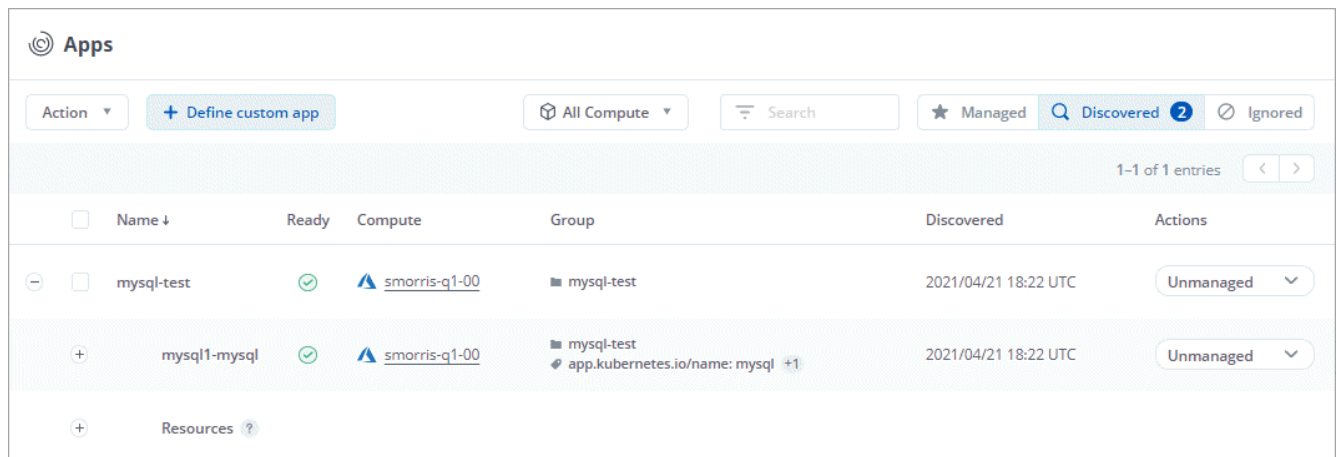 Apps
Action + Define custom app All Compute Search Managed Discovered 2 Ignored
1–1 of 1 entries
Name ↓ Ready Compute Group Discovered Actions
mysql-test smorris-q1-00 mysql-test 2021/04/21 18:22 UTC Unmanaged
mysql1-mysql smorris-q1-00 mysql-test 2021/04/21 18:22 UTC Unmanaged
app.kubernetes.io/name: mysql +1
Resources ?